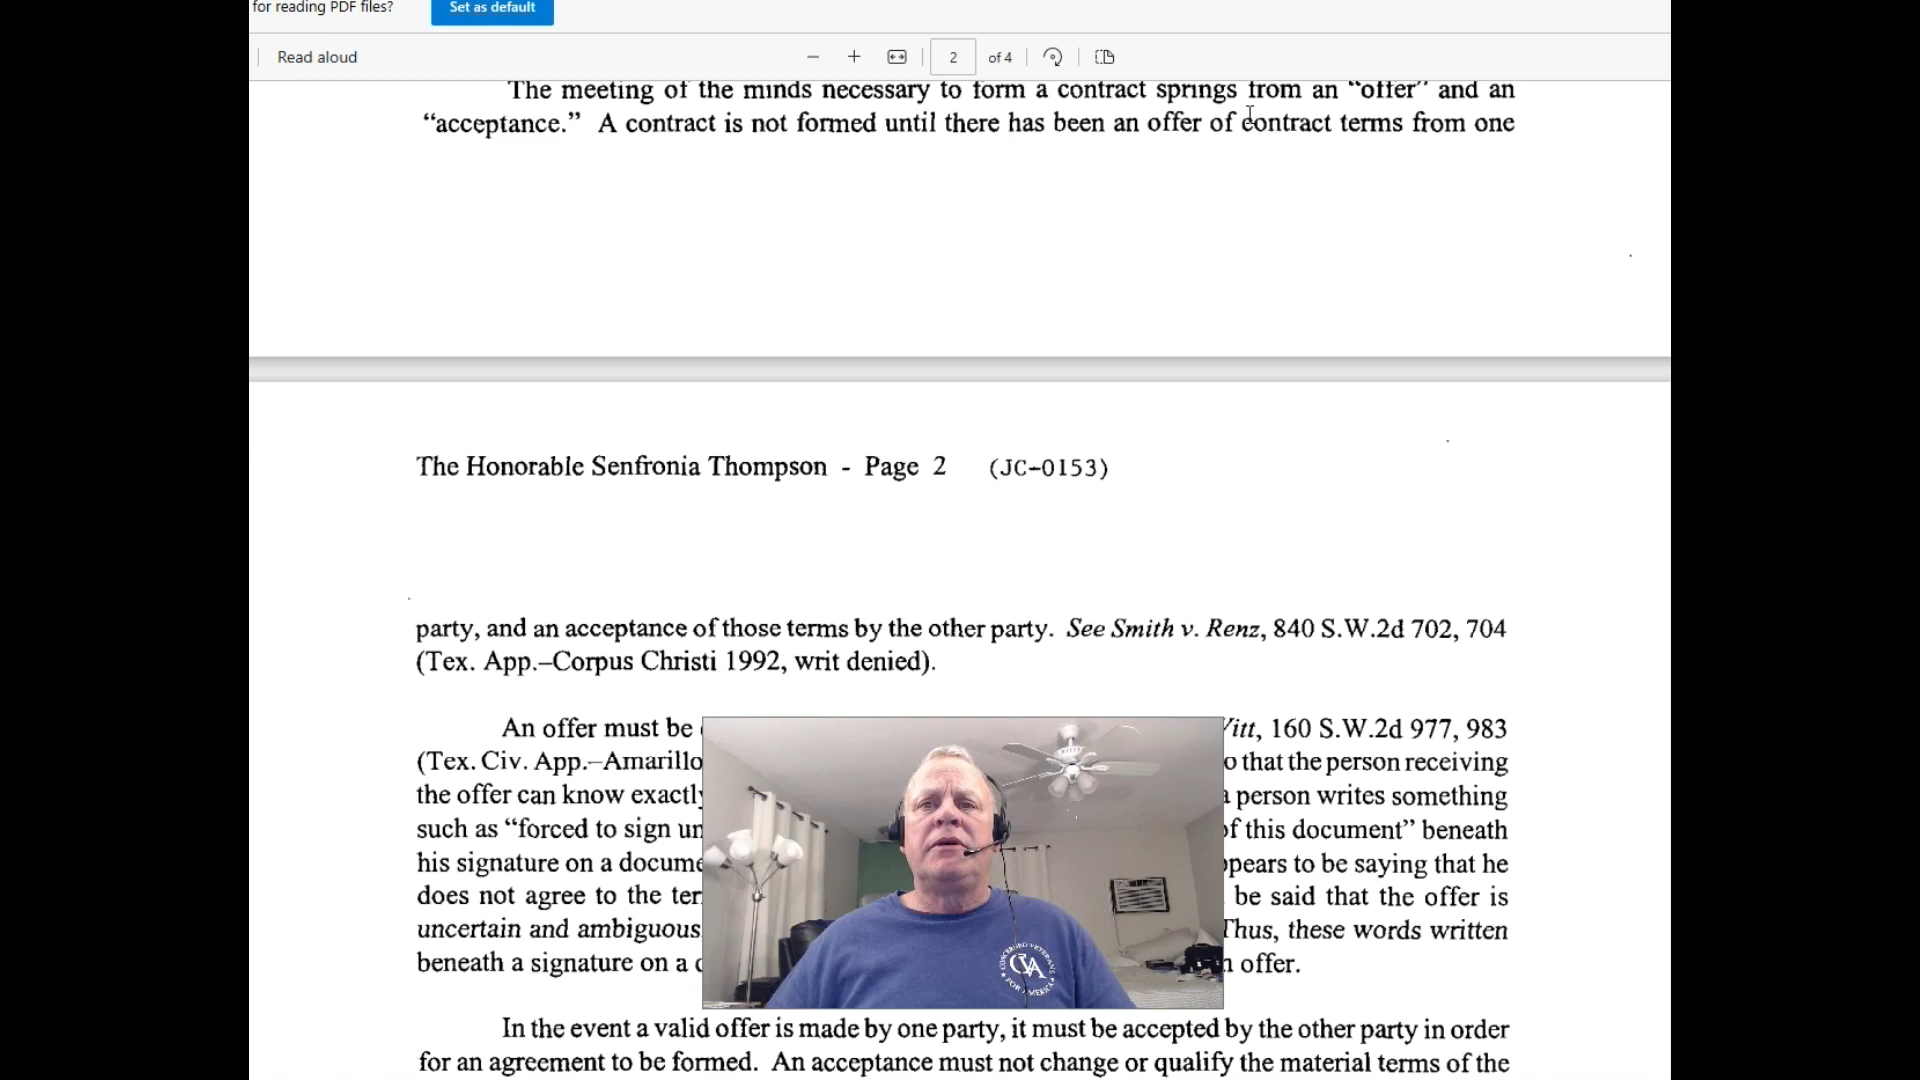 for reading PDF files?
Set as default
Read aloud
2
of 4
The meeting of the minds necessary to form a contract springs from an “offer” and an
“acceptance.” A contract is not formed until there has been an offer of contract terms from one
The Honorable Senfronia Thompson - Page 2 (JC-0153)
party, and an acceptance of those terms by the other party. See Smith v. Renz, 840 S.W.2d 702, 704
(Tex. App.–Corpus Christi 1992, writ denied).
An offer must be 160 S.W.2d 977, 983
(Tex. Civ. App.–Amarillo that the person receiving
the offer can know person writes something
such as “forced to sign of this document” beneath
his signature on a to be saying that he
does not agree to the be said that the offer is
uncertain and ambiguous Thus, these words written
beneath a signature on a offer.
CONCERNED VETERANS
CVA
FOR AMERICA
In the event a valid offer is made by one party, it must be accepted by the other party in order
for an agreement to be formed. An acceptance must not change or qualify the material terms of the